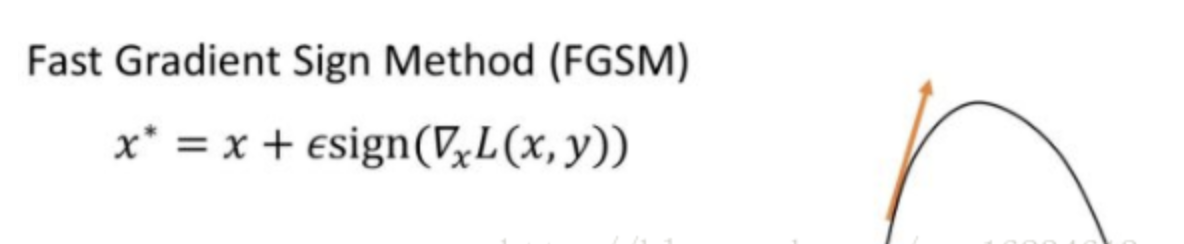 Fast Gradient Sign Method (FGSM)
x* = x + ϵsign(∇ₓL(x, y))